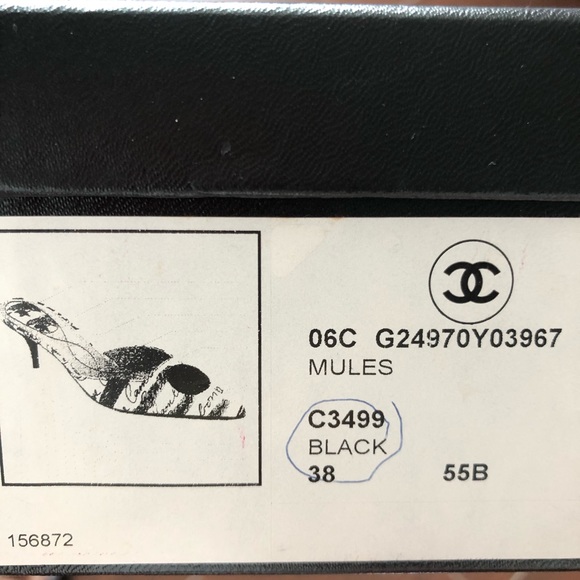 06C G24970Y03967
MULES
C3499
BLACK
38 55B
156872